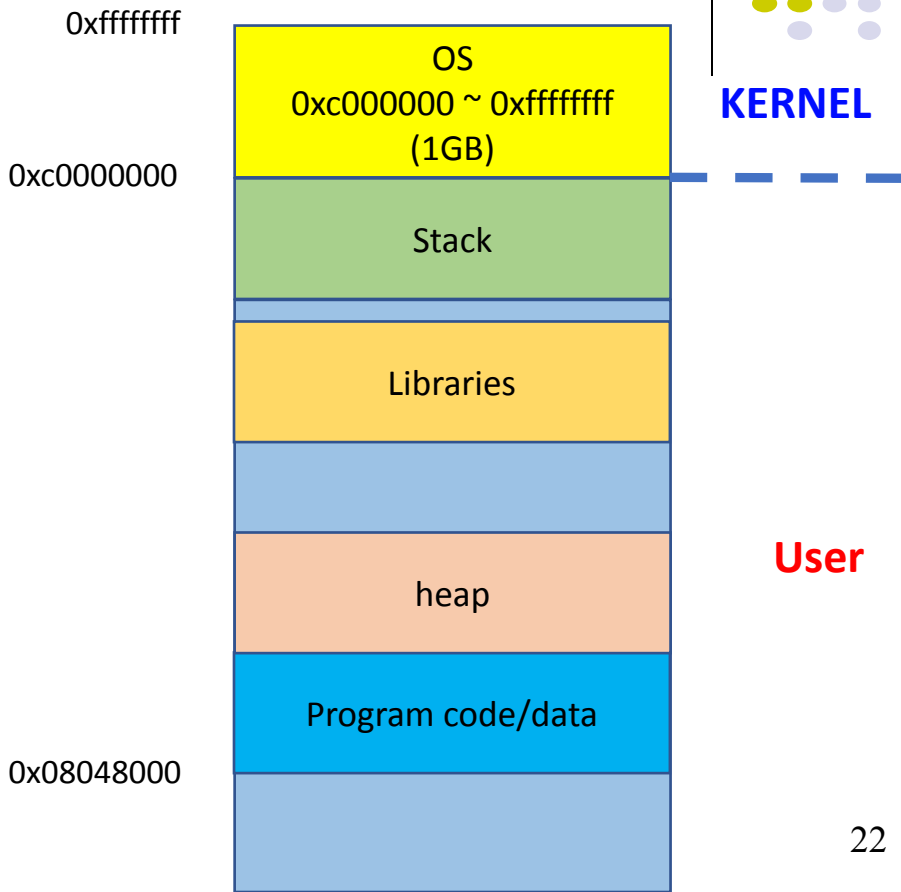 0xffffffff
OS
0xc000000 ~ 0xffffffff
(1GB)
KERNEL
0xc0000000
Stack
Libraries
User
heap
Program code/data
0x08048000
22